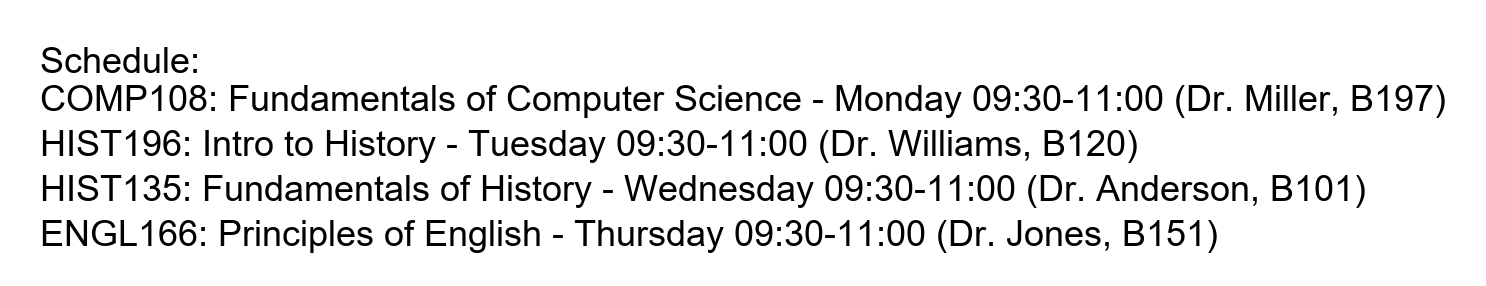 Schedule:
COMP108: Fundamentals of Computer Science - Monday 09:30-11:00 (Dr. Miller, B197)
HIST196: Intro to History - Tuesday 09:30-11:00 (Dr. Williams, B120)
HIST135: Fundamentals of History - Wednesday 09:30-11:00 (Dr. Anderson, B101)
ENGL166: Principles of English - Thursday 09:30-11:00 (Dr. Jones, B151)